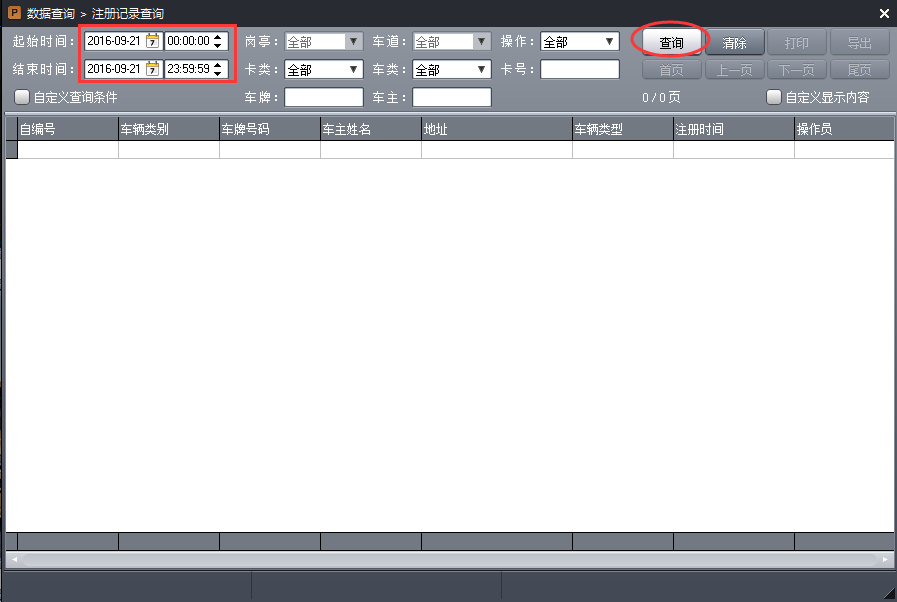 P 数据查询 > 注册记录查询
起始时间: 2016-09-21 7 00:00:00 岗亭: 全部 车道: 全部 操作: 全部 查询 清除 打印 导出
结束时间: 2016-09-21 7 23:59:59 卡类: 全部 车类: 全部 卡号: 首页 上一页 下一页 尾页
自定义查询条件 车牌: 车主: 0/0页 自定义显示内容
自编号 车辆类别 车牌号码 车主姓名 地址 车辆类型 注册时间 操作员